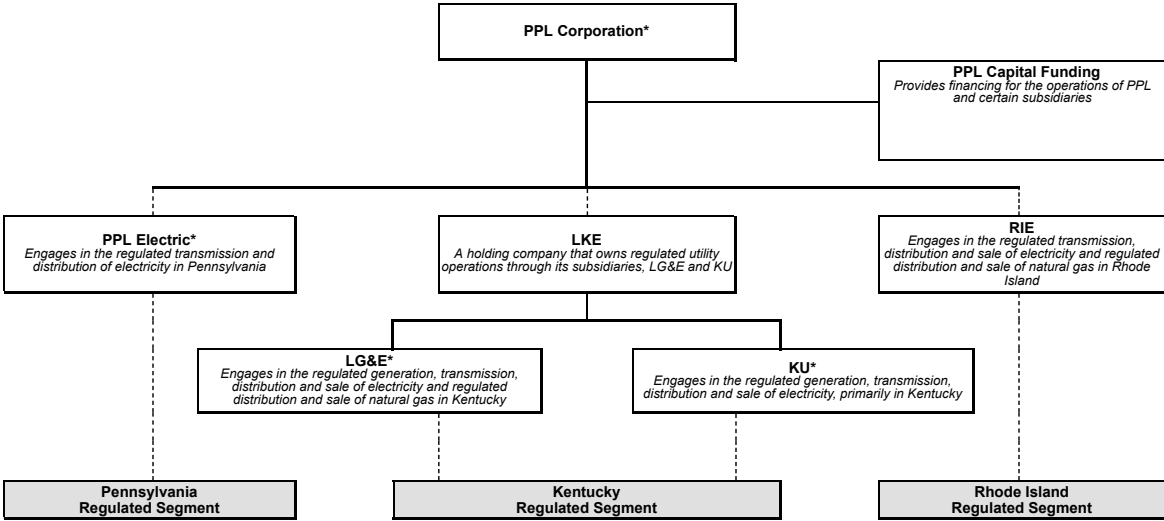 PPL Corporation*
PPL Capital Funding
Provides financing for the operations of PPL
and certain subsidiaries
PPL Electric*
Engages in the regulated transmission and
distribution of electricity in Pennsylvania
LKE
A holding company that owns regulated utility
operations through its subsidiaries, LG&E and KU
RIE
Engages in the regulated transmission,
distribution and sale of electricity and regulated
distribution and sale of natural gas in Rhode
Island
LG&E*
Engages in the regulated generation, transmission,
distribution and sale of electricity and regulated
distribution and sale of natural gas in Kentucky
KU*
Engages in the regulated generation, transmission,
distribution and sale of electricity, primarily in Kentucky
Pennsylvania
Regulated Segment
Kentucky
Regulated Segment
Rhode Island
Regulated Segment